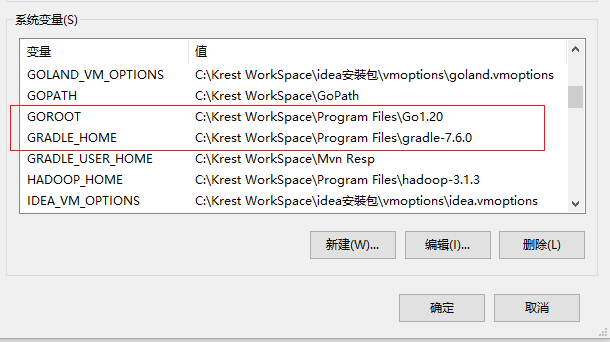 系统变量(S)
变量 值
GOLAND_VM_OPTIONS C:\Krest WorkSpace\idea安装包\vmoptions\goland.vmoptions
GOPATH C:\Krest WorkSpace\GoPath
GOROOT C:\Krest WorkSpace\Program Files\Go1.20
GRADLE_HOME C:\Krest WorkSpace\Program Files\gradle-7.6.0
GRADLE_USER_HOME C:\Krest WorkSpace\Mvn Resp
HADOOP_HOME C:\Krest WorkSpace\Program Files\hadoop-3.1.3
IDEA_VM_OPTIONS C:\Krest WorkSpace\idea安装包\vmoptions\idea.vmoptions
新建(W)... 编辑(I)... 删除(L)
确定 取消